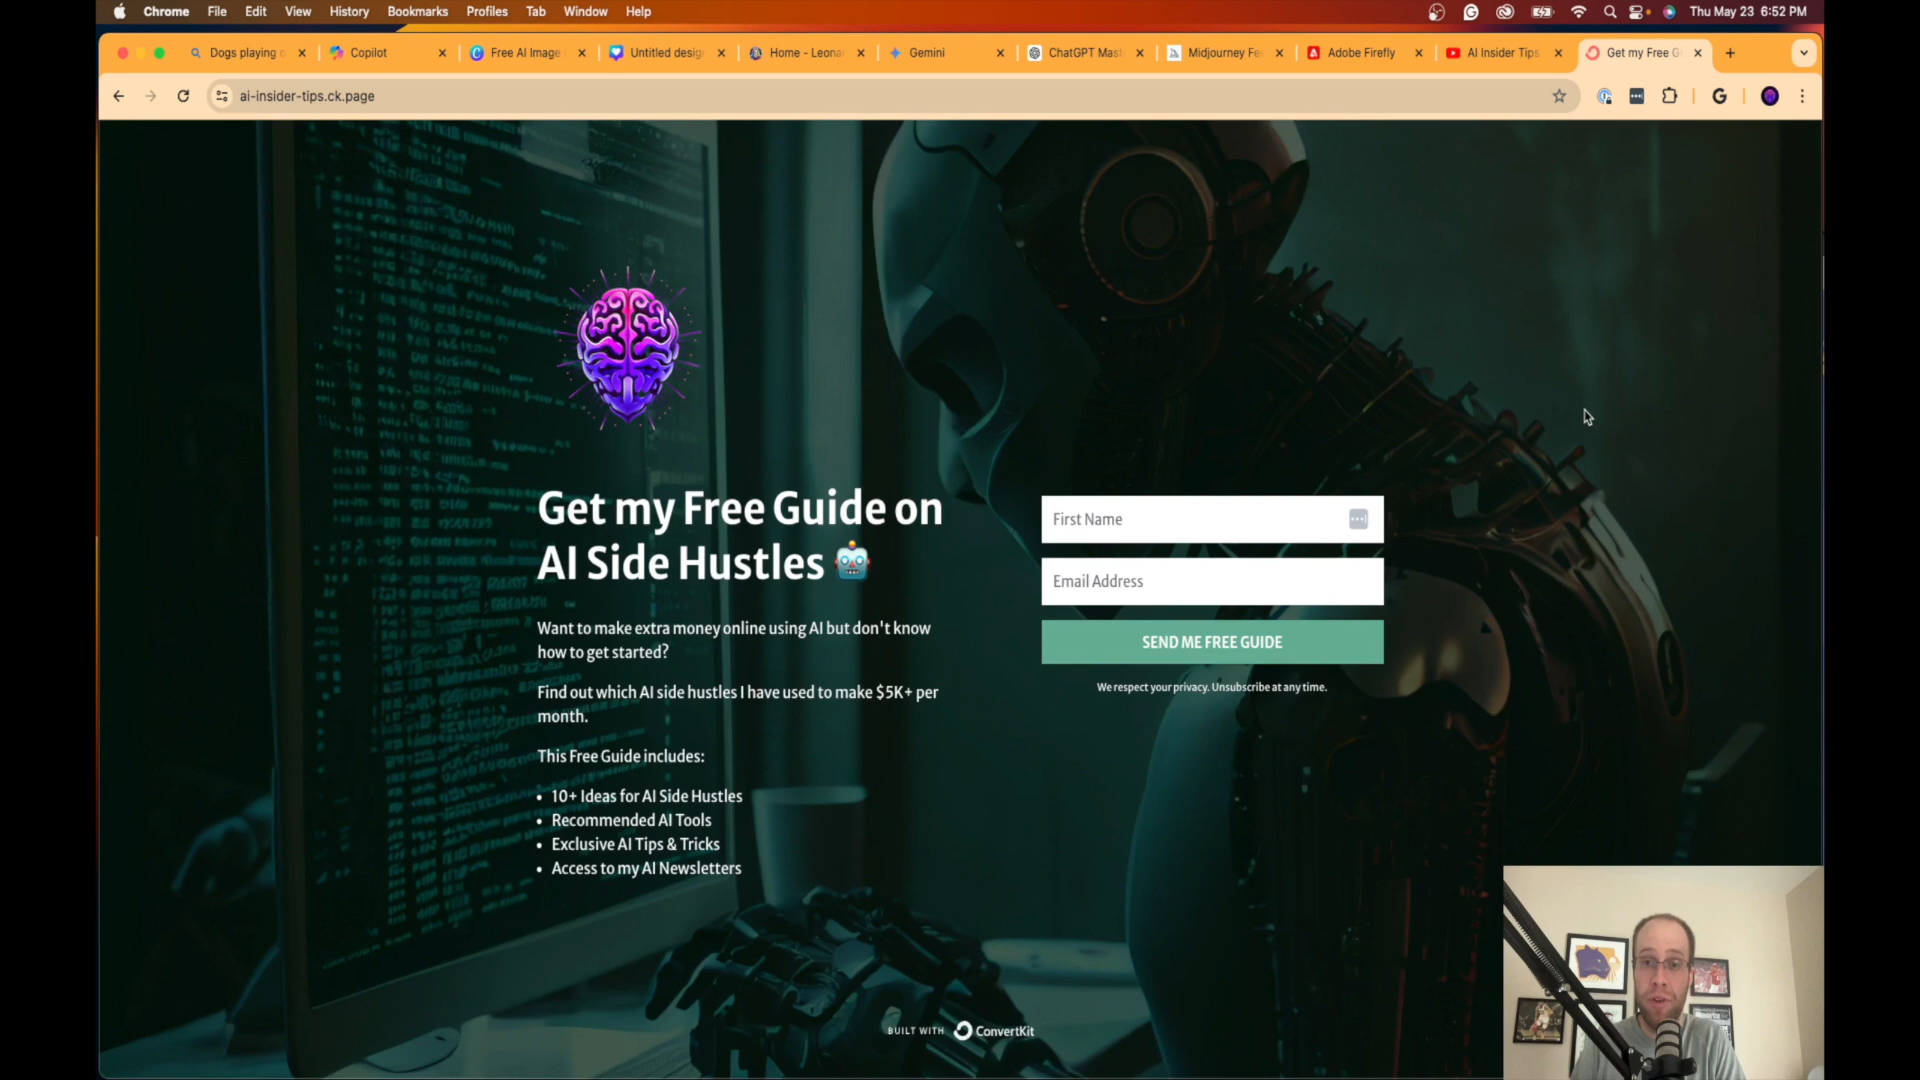 Chrome File Edit View History Bookmarks Profiles Tab Window Help
Thu May 23 6:52 PM
Dogs playing
Copilot
Free AI Image
Untitled desig
Home - Leona
Gemini
ChatGPT Mast
Midjourney Fe
Adobe Firefly
AI Insider Tips
Get my Free G
ai-insider-tips.ck.page
Get my Free Guide on
AI Side Hustles 🤖
Want to make extra money online using AI but don't know
how to get started?
Find out which AI side hustles I have used to make $5K+ per
month.
This Free Guide includes:
• 10+ Ideas for AI Side Hustles
• Recommended AI Tools
• Exclusive AI Tips & Tricks
• Access to my AI Newsletters
First Name
Email Address
SEND ME FREE GUIDE
We respect your privacy. Unsubscribe at any time.
BUILT WITH ConvertKit